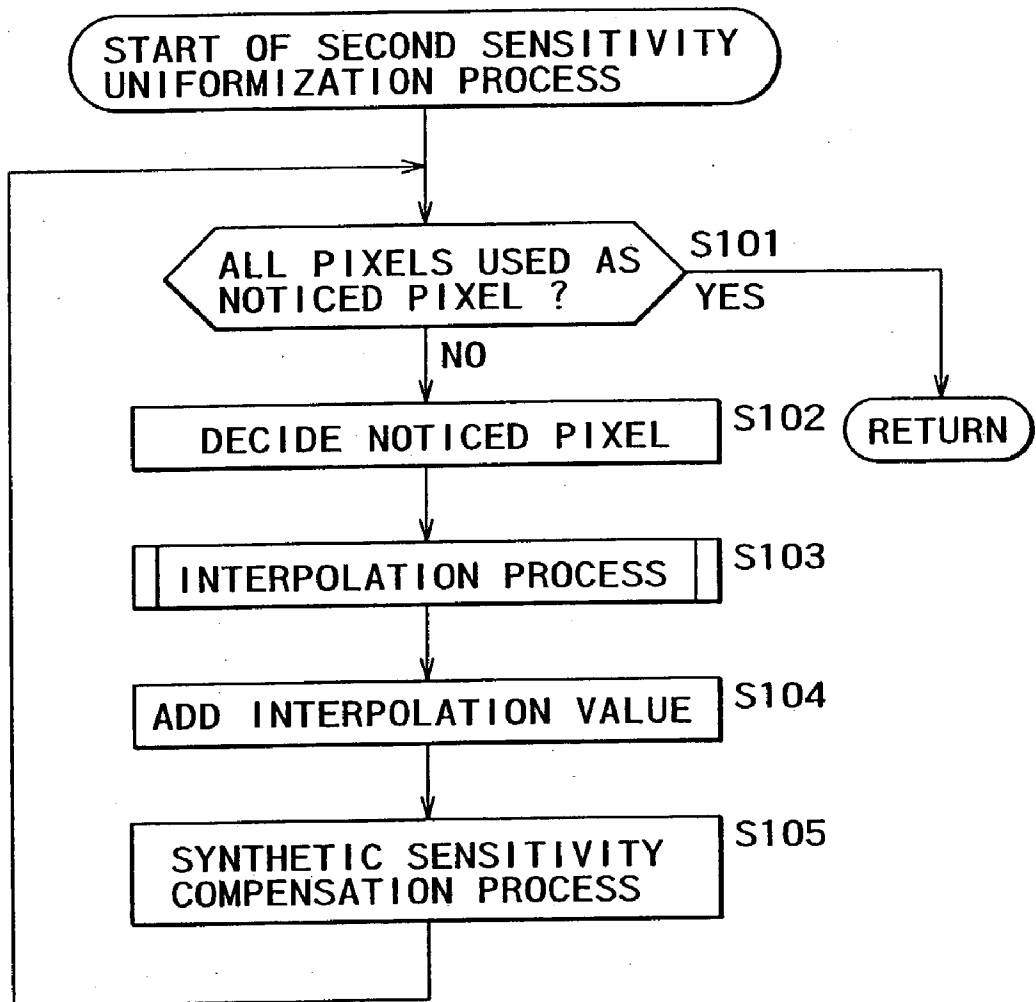 START OF SECOND SENSITIVITY
UNIFORMIZATION PROCESS
ALL PIXELS USED AS
NOTICED PIXEL ?
S101
YES
NO
DECIDE NOTICED PIXEL
S102
RETURN
INTERPOLATION PROCESS
S103
ADD INTERPOLATION VALUE
S104
SYNTHETIC SENSITIVITY
COMPENSATION PROCESS
S105